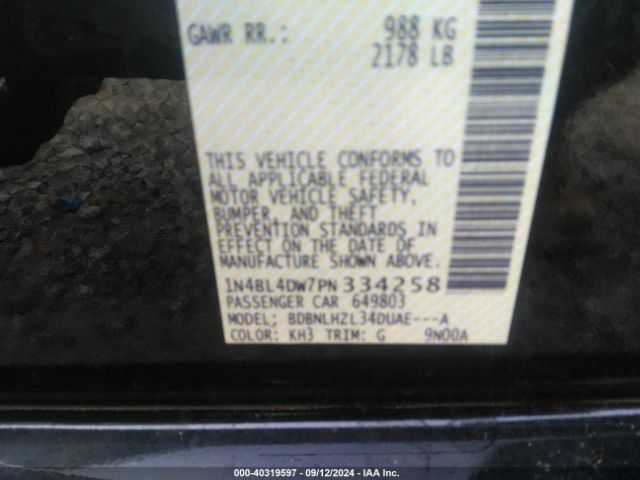 GAWR RR.: 988 KG
2178 LB
THIS VEHICLE CONFORMS TO
ALL APPLICABLE FEDERAL
MOTOR VEHICLE SAFETY,
BUMPER, AND THEFT
PREVENTION STANDARDS IN
EFFECT ON THE DATE OF
MANUFACTURE SHOWN ABOVE.
1N4BL4DW7PN334258
PASSENGER CAR 649803
MODEL: BDBNLHZL34DUAE---A
COLOR: KH3 TRIM: G 9N00A
000-40319597 - 09/12/2024 - IAA Inc.